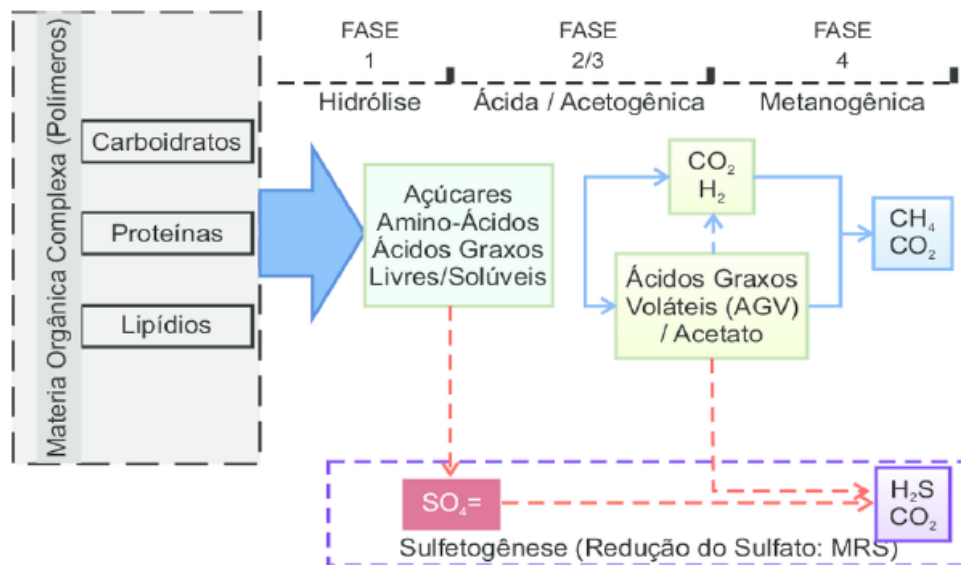 Materia Orgânica Complexa (Polímeros)
Carboidratos
Proteínas
Lipídios
FASE
1
Hidrólise
FASE
2/3
Ácida / Acetogênica
FASE
4
Metanogênica
Açúcares
Amino-Ácidos
Ácidos Graxos
Livres/Solúveis
CO₂
H₂
Ácidos Graxos
Voláteis (AGV)
/ Acetato
CH₄
CO₂
SO₄=
H₂S
CO₂
Sulfetogênese (Redução do Sulfato: MRS)